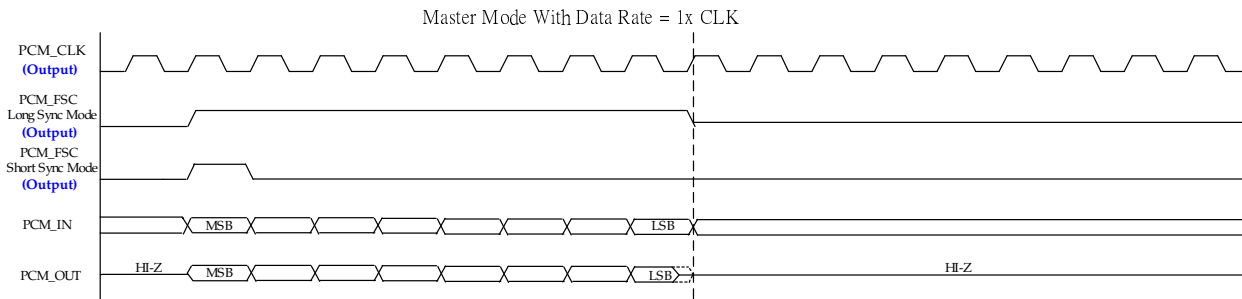 Master Mode With Data Rate = 1x CLK
PCM_CLK
(Output)
PCM_FSC
Long Sync Mode
(Output)
PCM_FSC
Short Sync Mode
(Output)
PCM_IN
MSB
LSB
PCM_OUT
HI-Z
MSB
LSB
HI-Z